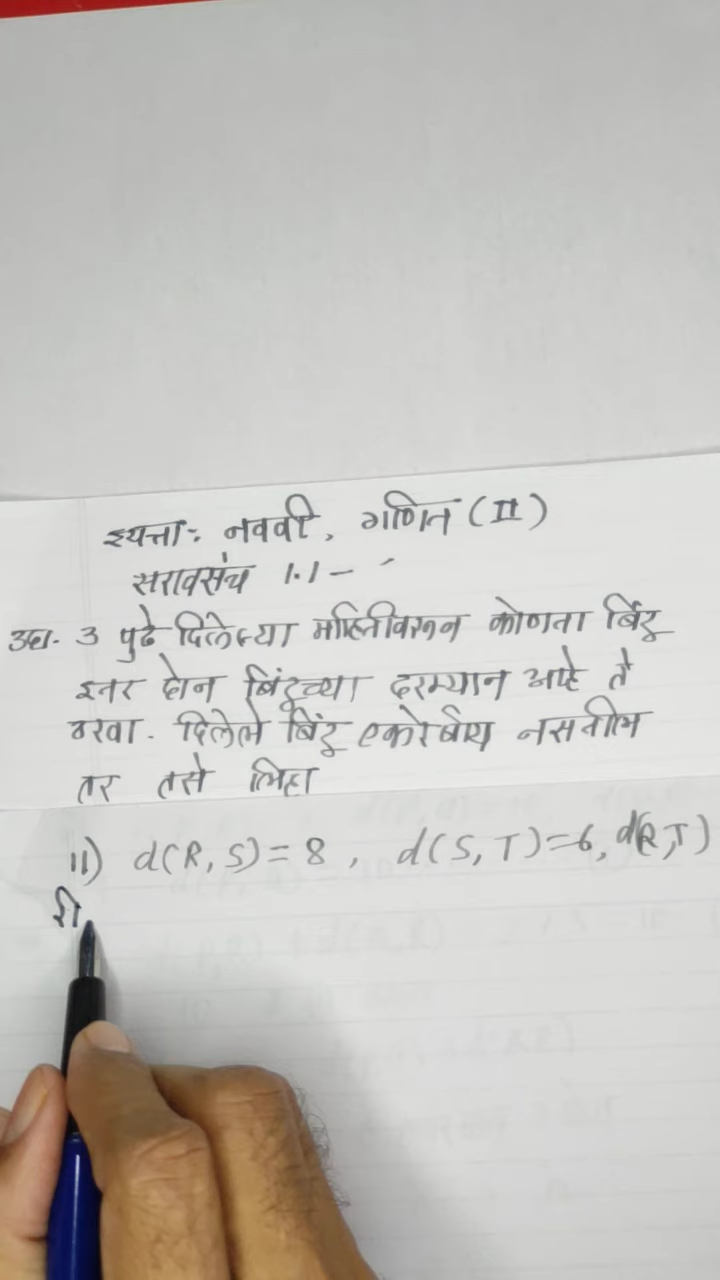 इयत्ता: नववी, गणित (II)
सरावसंच 1.1 -
उदा. 3 पुढे दिलेल्या माहितीवरून कोणता बिंदू
इतर दोन बिंदूच्या दरम्यान आहे ते
ठरवा. दिलेले बिंदू एकरेषीय नसतील
तर तसे लिहा
11) d(R, S) = 8, d(S, T) = 6, d(R, T)
री